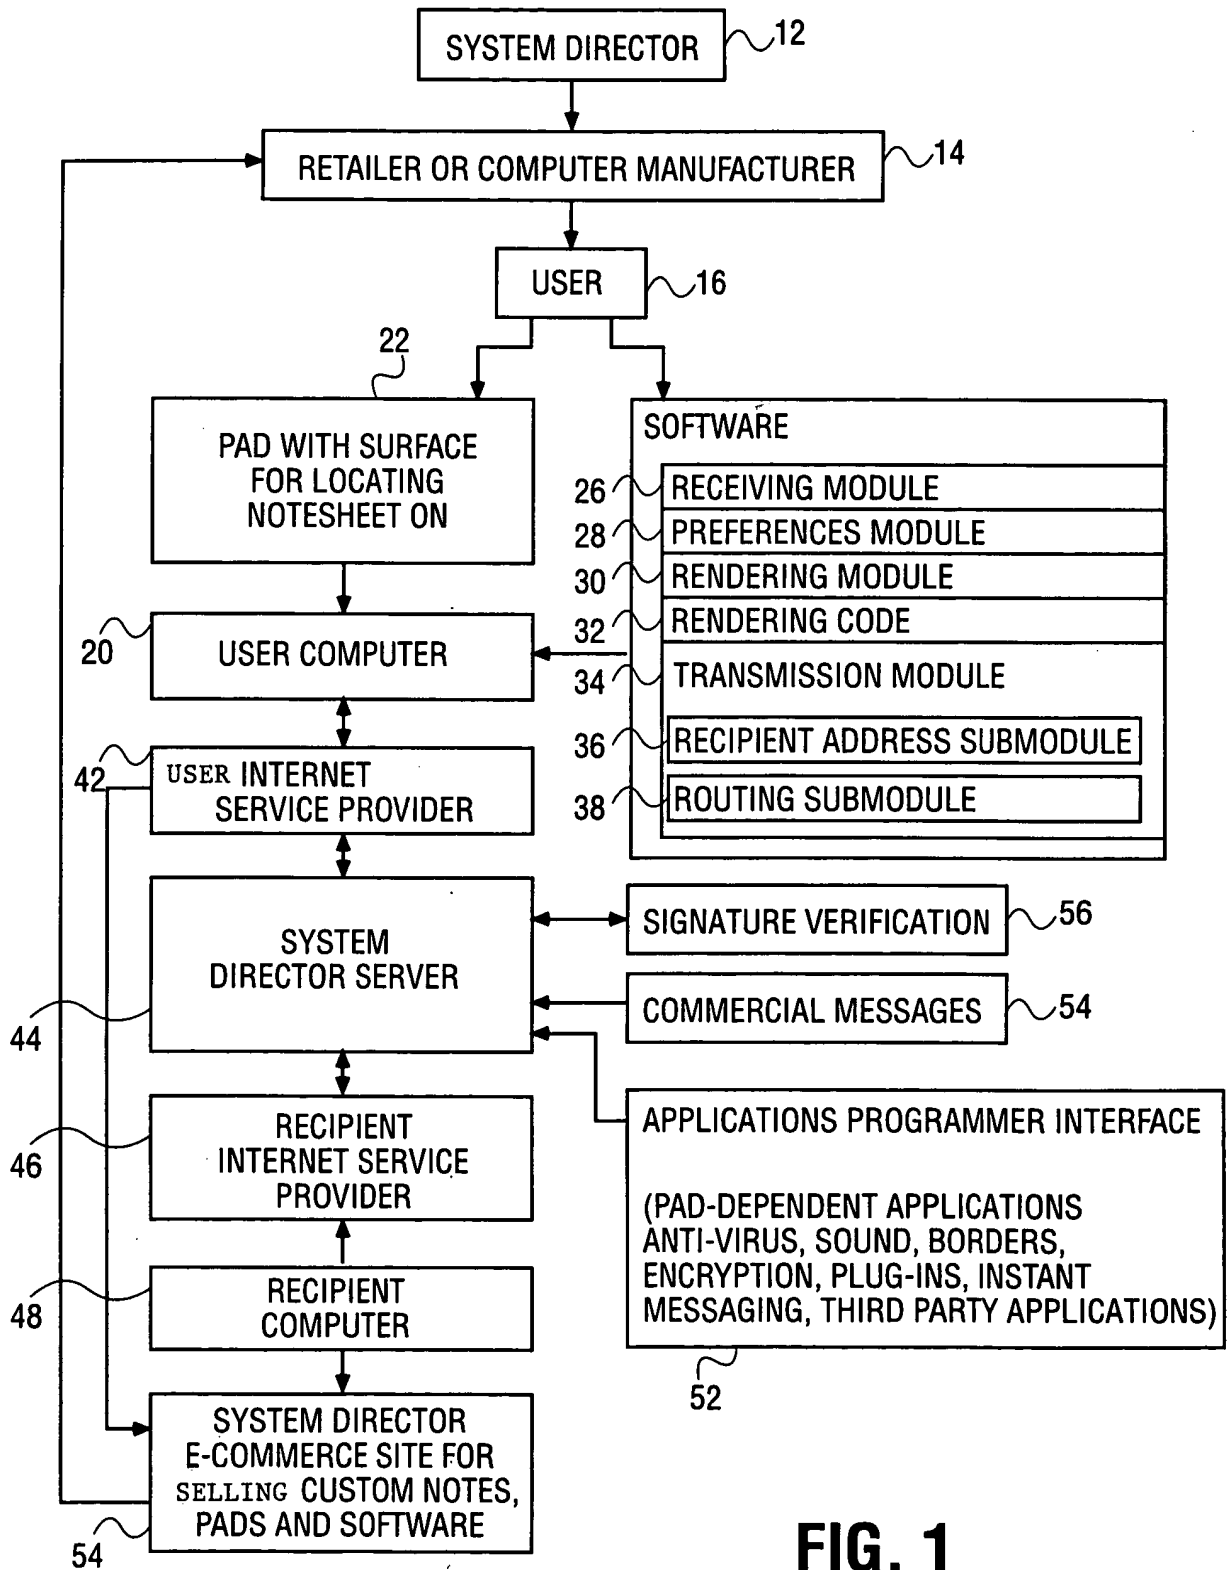 SYSTEM DIRECTOR
12
RETAILER OR COMPUTER MANUFACTURER
14
USER
16
22
PAD WITH SURFACE
FOR LOCATING
NOTESHEET ON
SOFTWARE
26
RECEIVING MODULE
28
PREFERENCES MODULE
30
RENDERING MODULE
32
RENDERING CODE
34
TRANSMISSION MODULE
36
RECIPIENT ADDRESS SUBMODULE
38
ROUTING SUBMODULE
20
USER COMPUTER
42
USER INTERNET
SERVICE PROVIDER
SYSTEM
DIRECTOR SERVER
44
SIGNATURE VERIFICATION
56
COMMERCIAL MESSAGES
54
RECIPIENT
INTERNET SERVICE
PROVIDER
46
APPLICATIONS PROGRAMMER INTERFACE
(PAD-DEPENDENT APPLICATIONS
ANTI-VIRUS, SOUND, BORDERS,
ENCRYPTION, PLUG-INS, INSTANT
MESSAGING, THIRD PARTY APPLICATIONS)
52
RECIPIENT
COMPUTER
48
SYSTEM DIRECTOR
E-COMMERCE SITE FOR
SELLING CUSTOM NOTES,
PADS AND SOFTWARE
54
FIG. 1